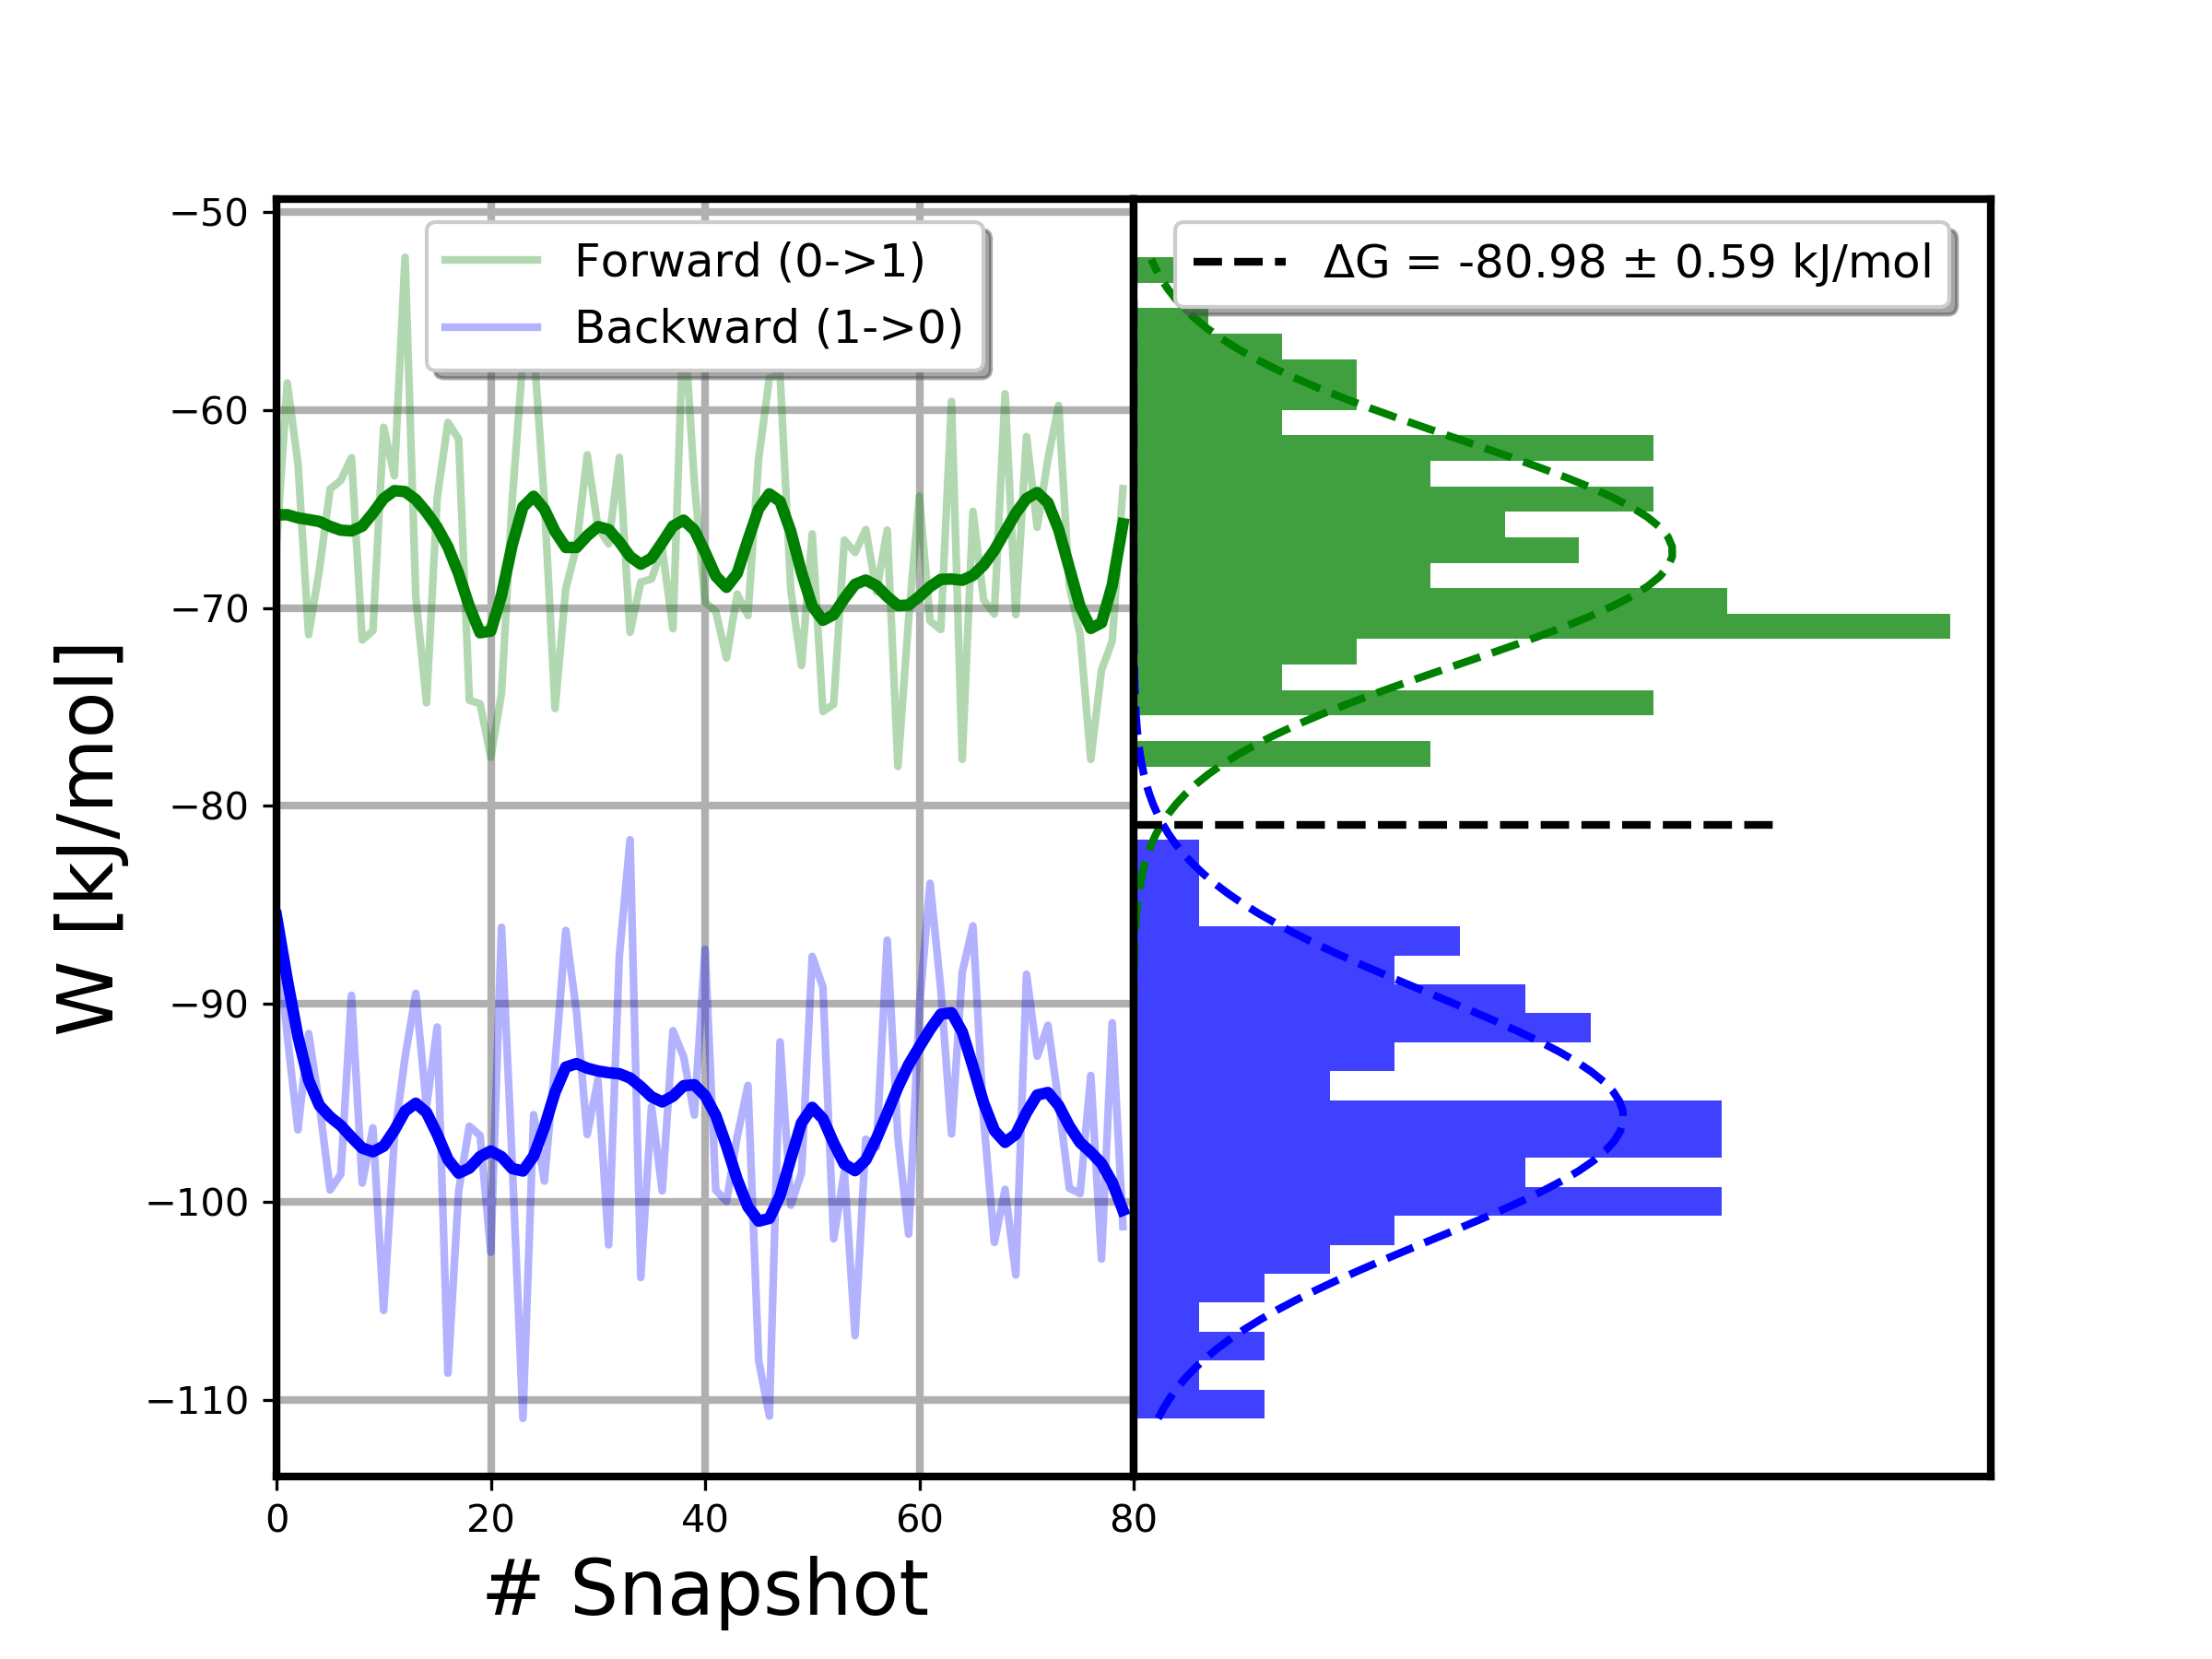 −50
−60
−70
−80
−90
−100
−110
W [kJ/mol]
Forward (0->1)
Backward (1->0)
ΔG = -80.98 ± 0.59 kJ/mol
0 20 40 60 80
# Snapshot